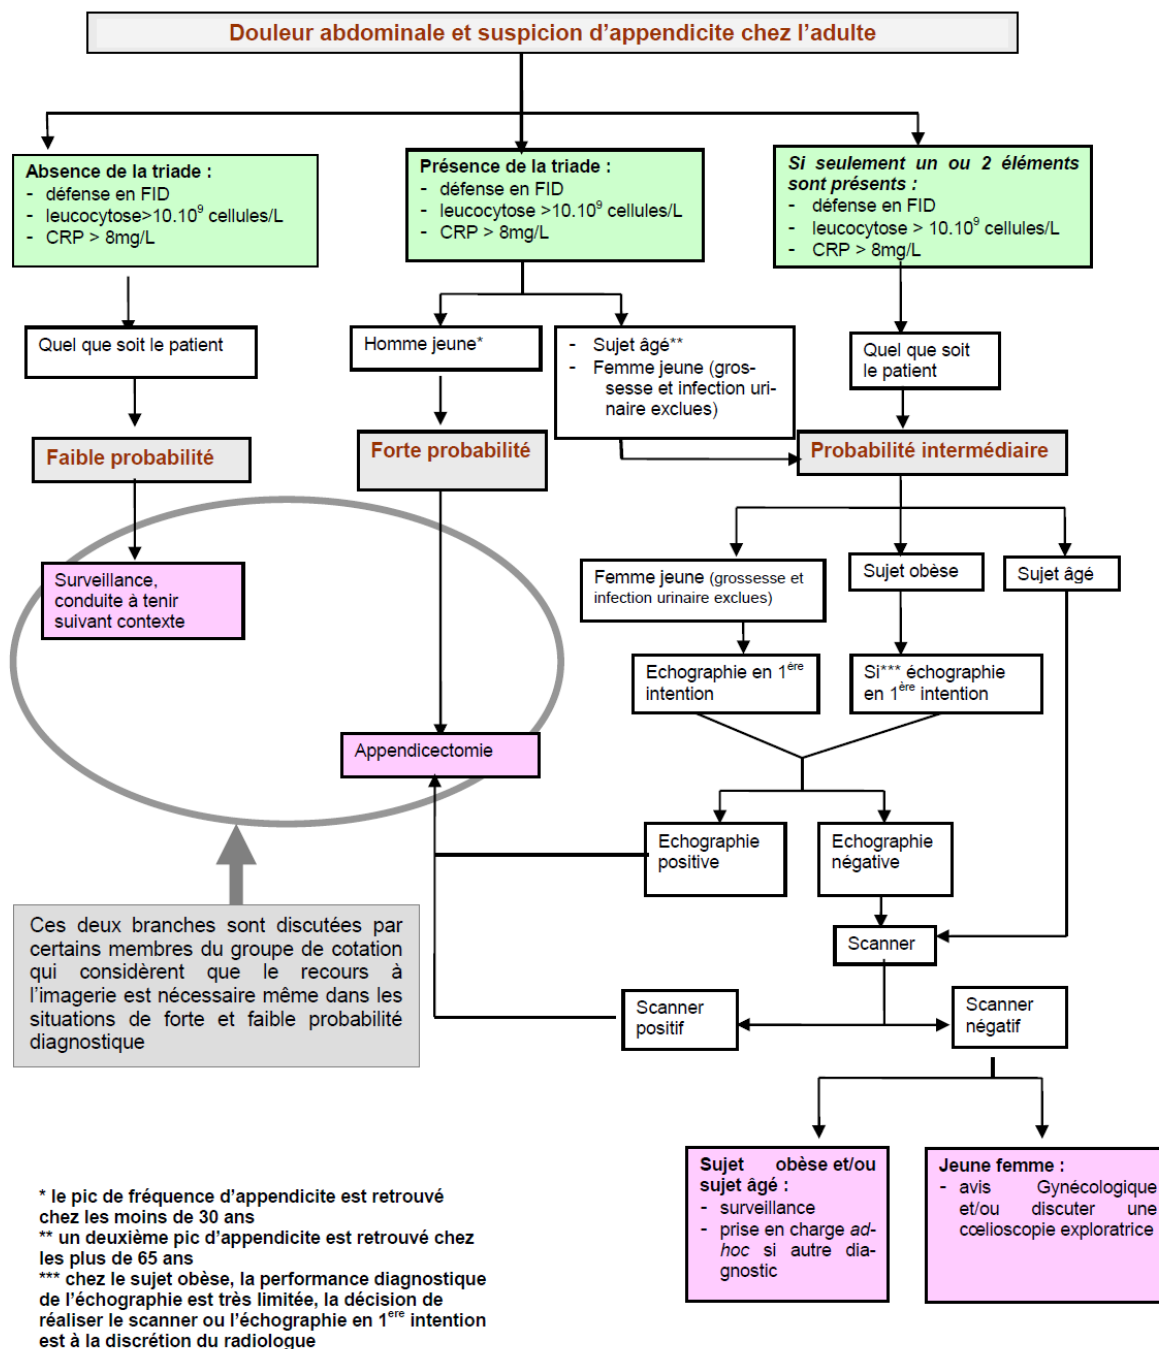 Douleur abdominale et suspicion d'appendicite chez l'adulte
Absence de la triade :
- défense en FID
- leucocytose>10.10⁹ cellules/L
- CRP > 8mg/L
Présence de la triade :
- défense en FID
- leucocytose >10.10⁹ cellules/L
- CRP > 8mg/L
Si seulement un ou 2 éléments
sont présents :
- défense en FID
- leucocytose > 10.10⁹ cellules/L
- CRP > 8mg/L
Quel que soit le patient
Homme jeune*
- Sujet âgé**
- Femme jeune (gros-
sesse et infection uri-
naire exclues)
Quel que soit
le patient
Faible probabilité
Forte probabilité
Probabilité intermédiaire
Surveillance,
conduite à tenir
suivant contexte
Femme jeune (grossesse et
infection urinaire exclues)
Sujet obèse
Sujet âgé
Echographie en 1ère
intention
Si*** échographie
en 1ère intention
Appendicectomie
Echographie
positive
Echographie
négative
Scanner
Ces deux branches sont discutées par
certains membres du groupe de cotation
qui considèrent que le recours à
l'imagerie est nécessaire même dans les
situations de forte et faible probabilité
diagnostique
Scanner
positif
Scanner
négatif
Sujet obèse et/ou
sujet âgé :
- surveillance
- prise en charge ad-
hoc si autre dia-
gnostic
Jeune femme :
- avis Gynécologique
et/ou discuter une
cœlioscopie exploratrice
* le pic de fréquence d'appendicite est retrouvé
chez les moins de 30 ans
** un deuxième pic d'appendicite est retrouvé chez
les plus de 65 ans
*** chez le sujet obèse, la performance diagnostique
de l'échographie est très limitée, la décision de
réaliser le scanner ou l'échographie en 1ere intention
est à la discrétion du radiologue